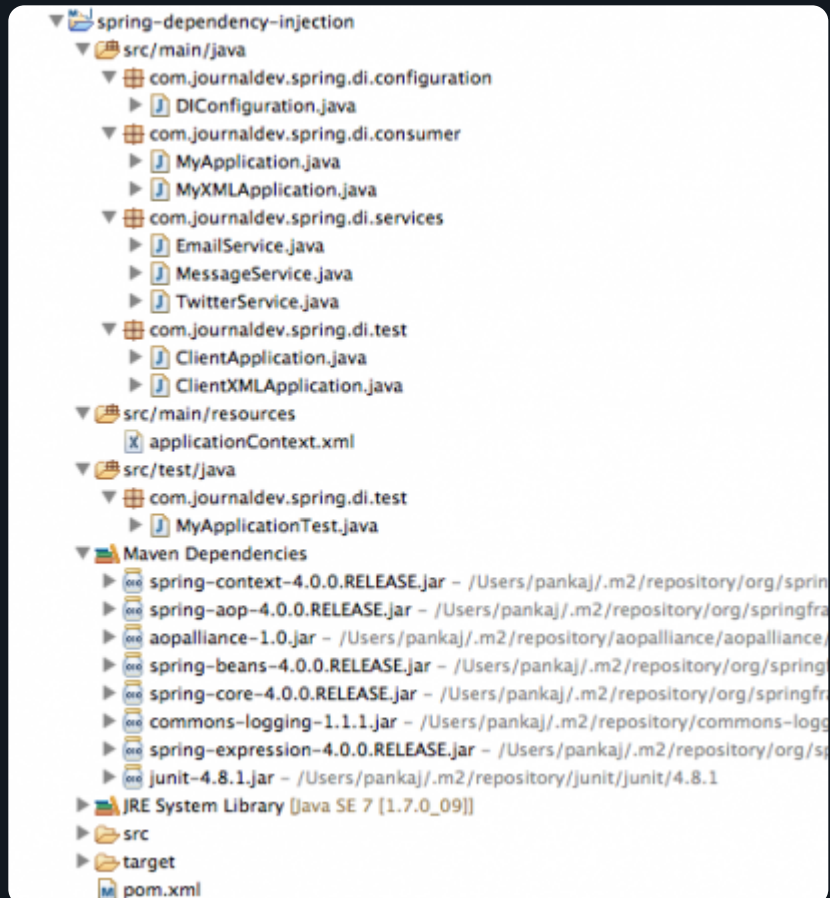 spring-dependency-injection
src/main/java
com.journaldev.spring.di.configuration
DIConfiguration.java
com.journaldev.spring.di.consumer
MyApplication.java
MyXMLApplication.java
com.journaldev.spring.di.services
EmailService.java
MessageService.java
TwitterService.java
com.journaldev.spring.di.test
ClientApplication.java
ClientXMLApplication.java
src/main/resources
applicationContext.xml
src/test/java
com.journaldev.spring.di.test
MyApplicationTest.java
Maven Dependencies
spring-context-4.0.0.RELEASE.jar – /Users/pankaj/.m2/repository/org/sprin
spring-aop-4.0.0.RELEASE.jar – /Users/pankaj/.m2/repository/org/springfra
aopalliance-1.0.jar – /Users/pankaj/.m2/repository/aopalliance/aopalliance/
spring-beans-4.0.0.RELEASE.jar – /Users/pankaj/.m2/repository/org/springf
spring-core-4.0.0.RELEASE.jar – /Users/pankaj/.m2/repository/org/springfr
commons-logging-1.1.1.jar – /Users/pankaj/.m2/repository/commons-logg
spring-expression-4.0.0.RELEASE.jar – /Users/pankaj/.m2/repository/org/sp
junit-4.8.1.jar – /Users/pankaj/.m2/repository/junit/junit/4.8.1
JRE System Library [Java SE 7 [1.7.0_09]]
src
target
pom.xml